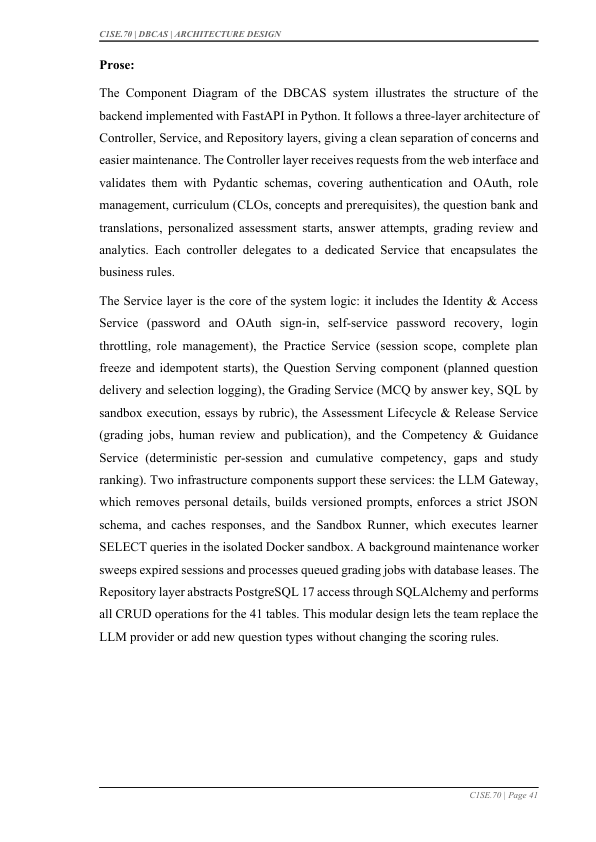 C1SE.70 | DBCAS | ARCHITECTURE DESIGN
Prose:
The Component Diagram of the DBCAS system illustrates the structure of the
backend implemented with FastAPI in Python. It follows a three-layer architecture of
Controller, Service, and Repository layers, giving a clean separation of concerns and
easier maintenance. The Controller layer receives requests from the web interface and
validates them with Pydantic schemas, covering authentication and OAuth, role
management, curriculum (CLOs, concepts and prerequisites), the question bank and
translations, personalized assessment starts, answer attempts, grading review and
analytics. Each controller delegates to a dedicated Service that encapsulates the
business rules.
The Service layer is the core of the system logic: it includes the Identity & Access
Service (password and OAuth sign-in, self-service password recovery, login
throttling, role management), the Practice Service (session scope, complete plan
freeze and idempotent starts), the Question Serving component (planned question
delivery and selection logging), the Grading Service (MCQ by answer key, SQL by
sandbox execution, essays by rubric), the Assessment Lifecycle & Release Service
(grading jobs, human review and publication), and the Competency & Guidance
Service (deterministic per-session and cumulative competency, gaps and study
ranking). Two infrastructure components support these services: the LLM Gateway,
which removes personal details, builds versioned prompts, enforces a strict JSON
schema, and caches responses, and the Sandbox Runner, which executes learner
SELECT queries in the isolated Docker sandbox. A background maintenance worker
sweeps expired sessions and processes queued grading jobs with database leases. The
Repository layer abstracts PostgreSQL 17 access through SQLAlchemy and performs
all CRUD operations for the 41 tables. This modular design lets the team replace the
LLM provider or add new question types without changing the scoring rules.
C1SE.70 | Page 41